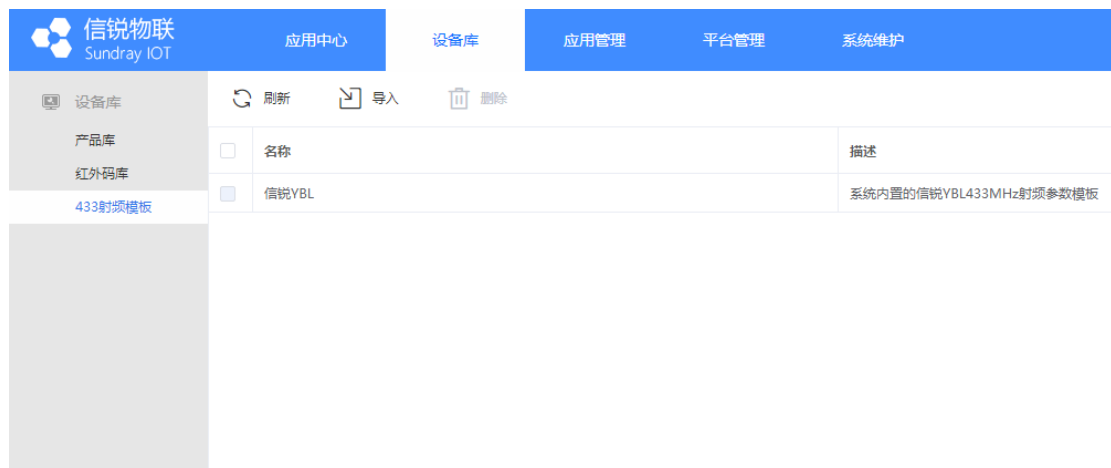 信锐物联
Sundray IOT
应用中心 设备库 应用管理 平台管理 系统维护
设备库
产品库
红外码库
433射频模板
刷新 导入 删除
名称 描述
信锐YBL 系统内置的信锐YBL433MHz射频参数模板